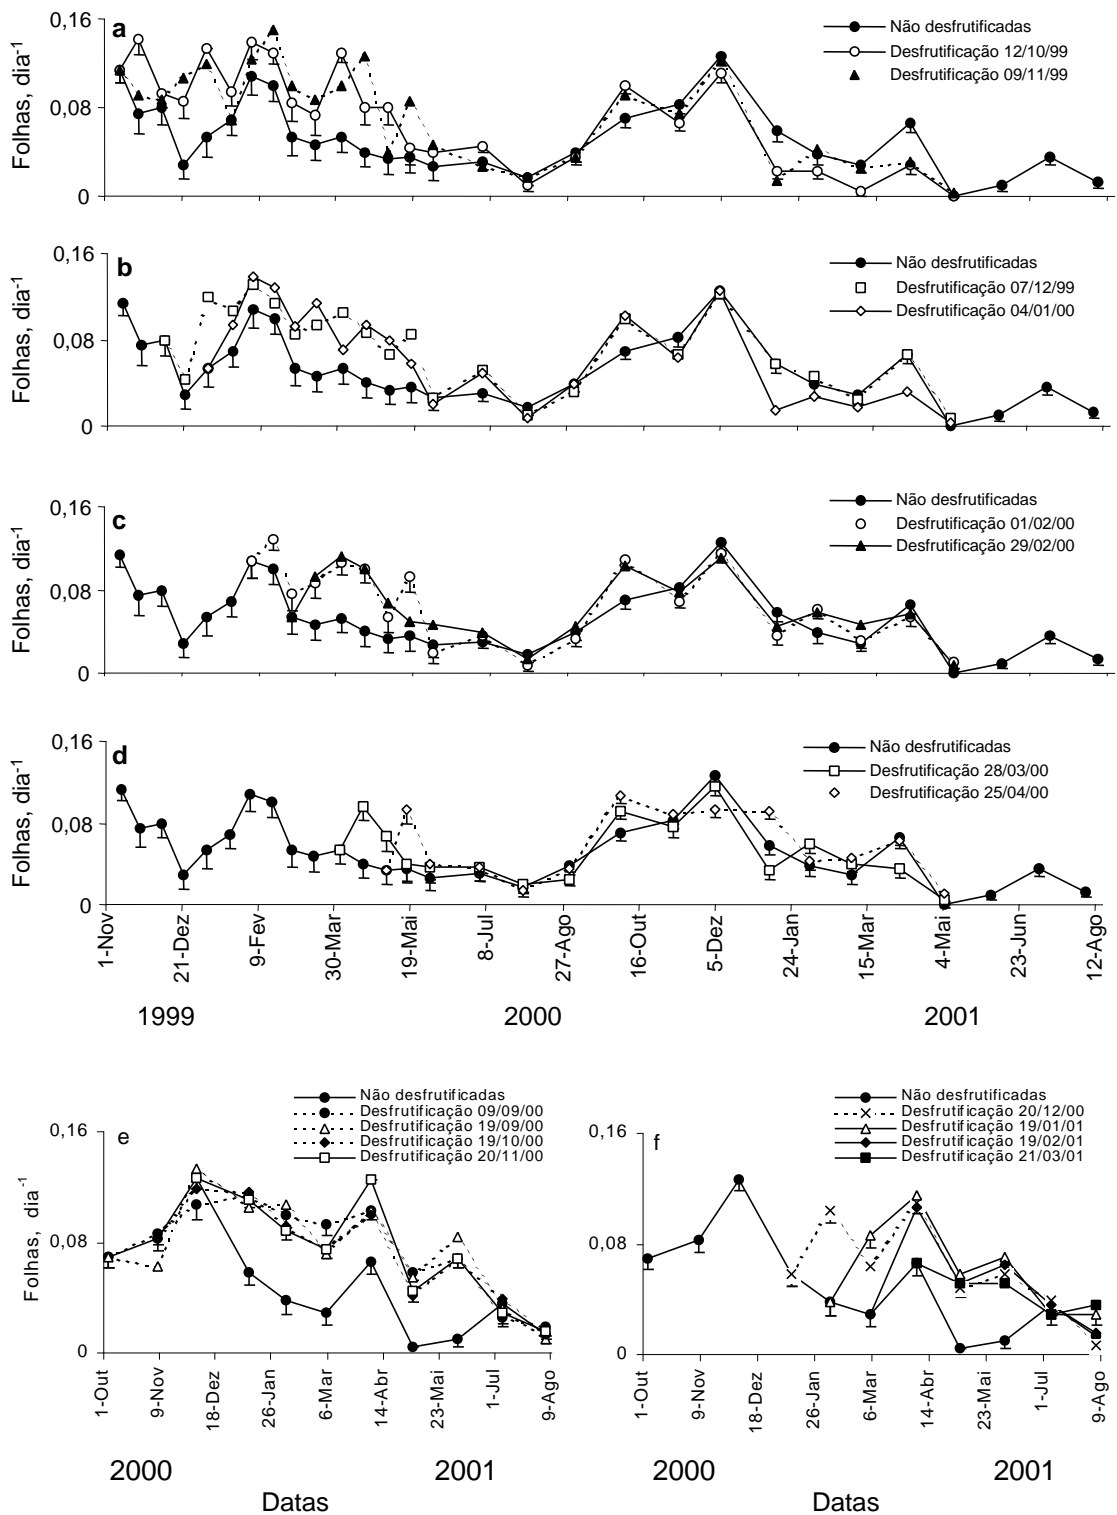 a
0,16
0,08
0
Folhas, dia-1
Não desfrutificadas
Desfrutificação 12/10/99
Desfrutificação 09/11/99
b
0,16
0,08
0
Folhas, dia-1
Não desfrutificadas
Desfrutificação 07/12/99
Desfrutificação 04/01/00
c
0,16
0,08
0
Folhas, dia-1
Não desfrutificadas
Desfrutificação 01/02/00
Desfrutificação 29/02/00
d
0,16
0,08
0
Folhas, dia-1
Não desfrutificadas
Desfrutificação 28/03/00
Desfrutificação 25/04/00
1-Nov
21-Dez
9-Fev
30-Mar
19-Mai
8-Jul
27-Ago
16-Out
5-Dez
24-Jan
15-Mar
4-Mai
23-Jun
12-Ago
1999 2000 2001
e
0,16
0,08
0
Folhas, dia-1
Não desfrutificadas
Desfrutificação 09/09/00
Desfrutificação 19/09/00
Desfrutificação 19/10/00
Desfrutificação 20/11/00
1-Out
9-Nov
18-Dez
26-Jan
6-Mar
14-Abr
23-Mai
1-Jul
9-Ago
2000 2001
Datas
f
0,16
0,08
0
Não desfrutificadas
Desfrutificação 20/12/00
Desfrutificação 19/01/01
Desfrutificação 19/02/01
Desfrutificação 21/03/01
1-Out
9-Nov
18-Dez
26-Jan
6-Mar
14-Abr
23-Mai
1-Jul
9-Ago
2000 2001
Datas